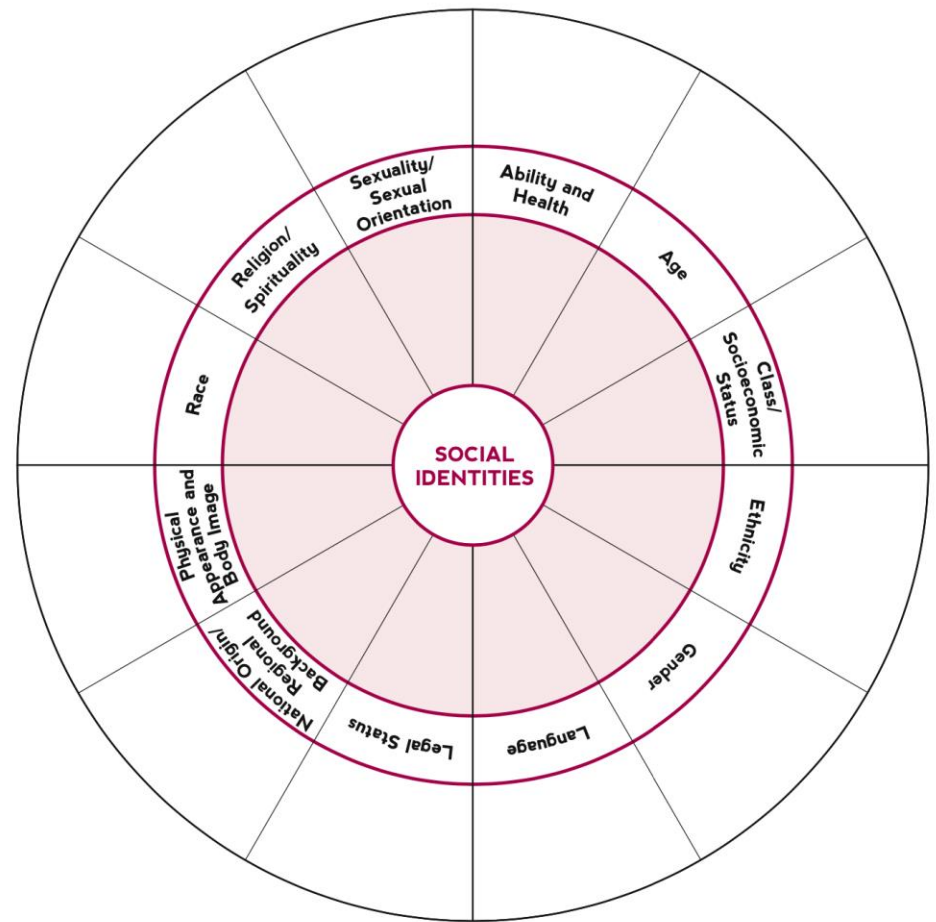 SOCIAL
IDENTITIES
Ability and
Health
Age
Class/
Socioeconomic
Status
Ethnicity
Gender
Language
Legal Status
National Origin/
Regional
Background
Physical
Appearance and
Body Image
Race
Religion/
Spirituality
Sexuality/
Sexual
Orientation